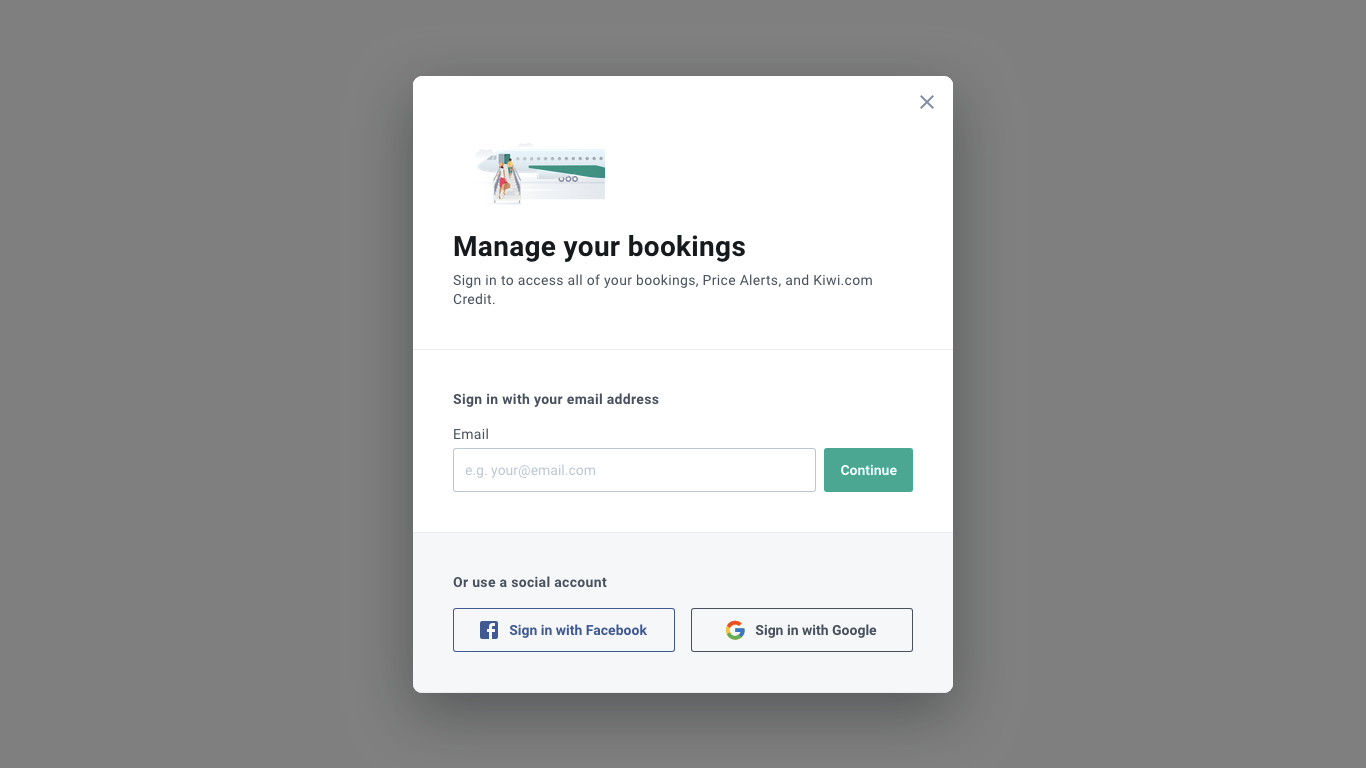 Manage your bookings
Sign in to access all of your bookings, Price Alerts, and Kiwi.com
Credit.
Sign in with your email address
Email
e.g. your@email.com
Continue
Or use a social account
Sign in with Facebook
Sign in with Google